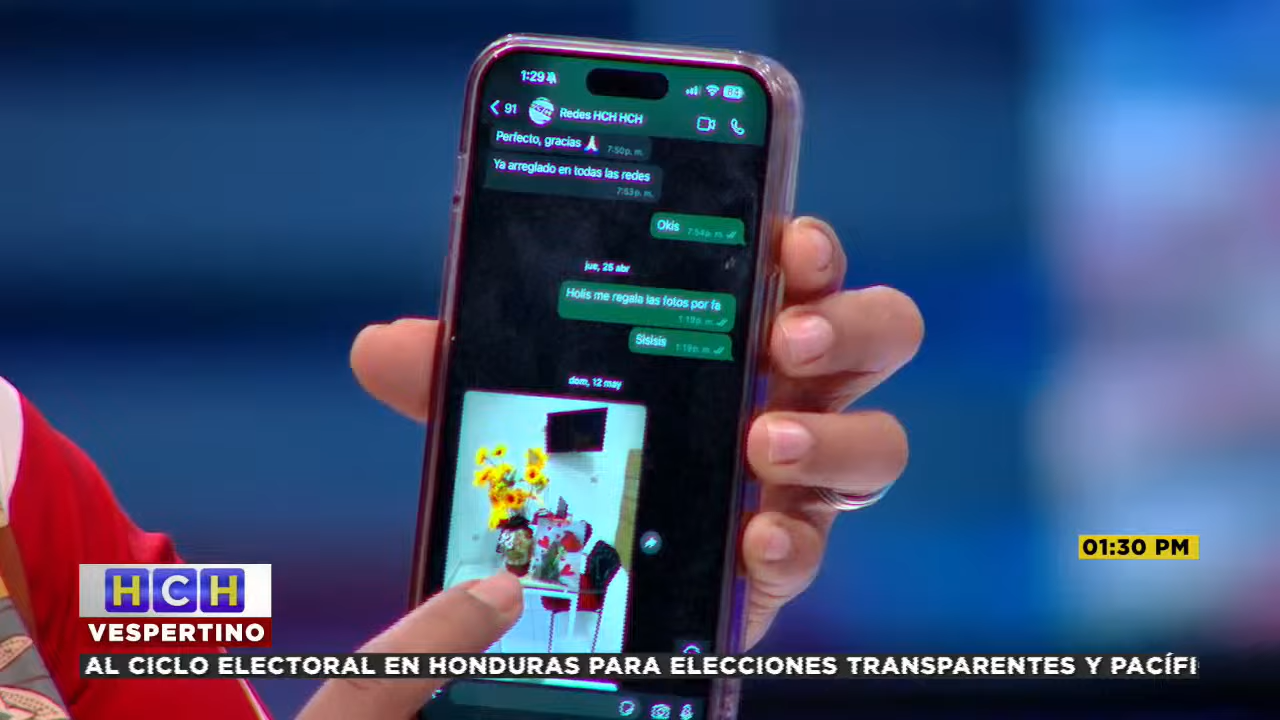 1:29
84
91
Redes HCH HCH
Perfecto, gracias 🙏
7:50 p. m.
Ya arreglado en todas las redes
7:53 p. m.
Okis
7:54 p. m.
jue, 25 abr
Holis me regala las fotos por fa
1:19 p. m.
Sisisis
1:19 p. m.
dom, 12 may
01:30 PM
HCH
VESPERTINO
AL CICLO ELECTORAL EN HONDURAS PARA ELECCIONES TRANSPARENTES Y PACÍFI